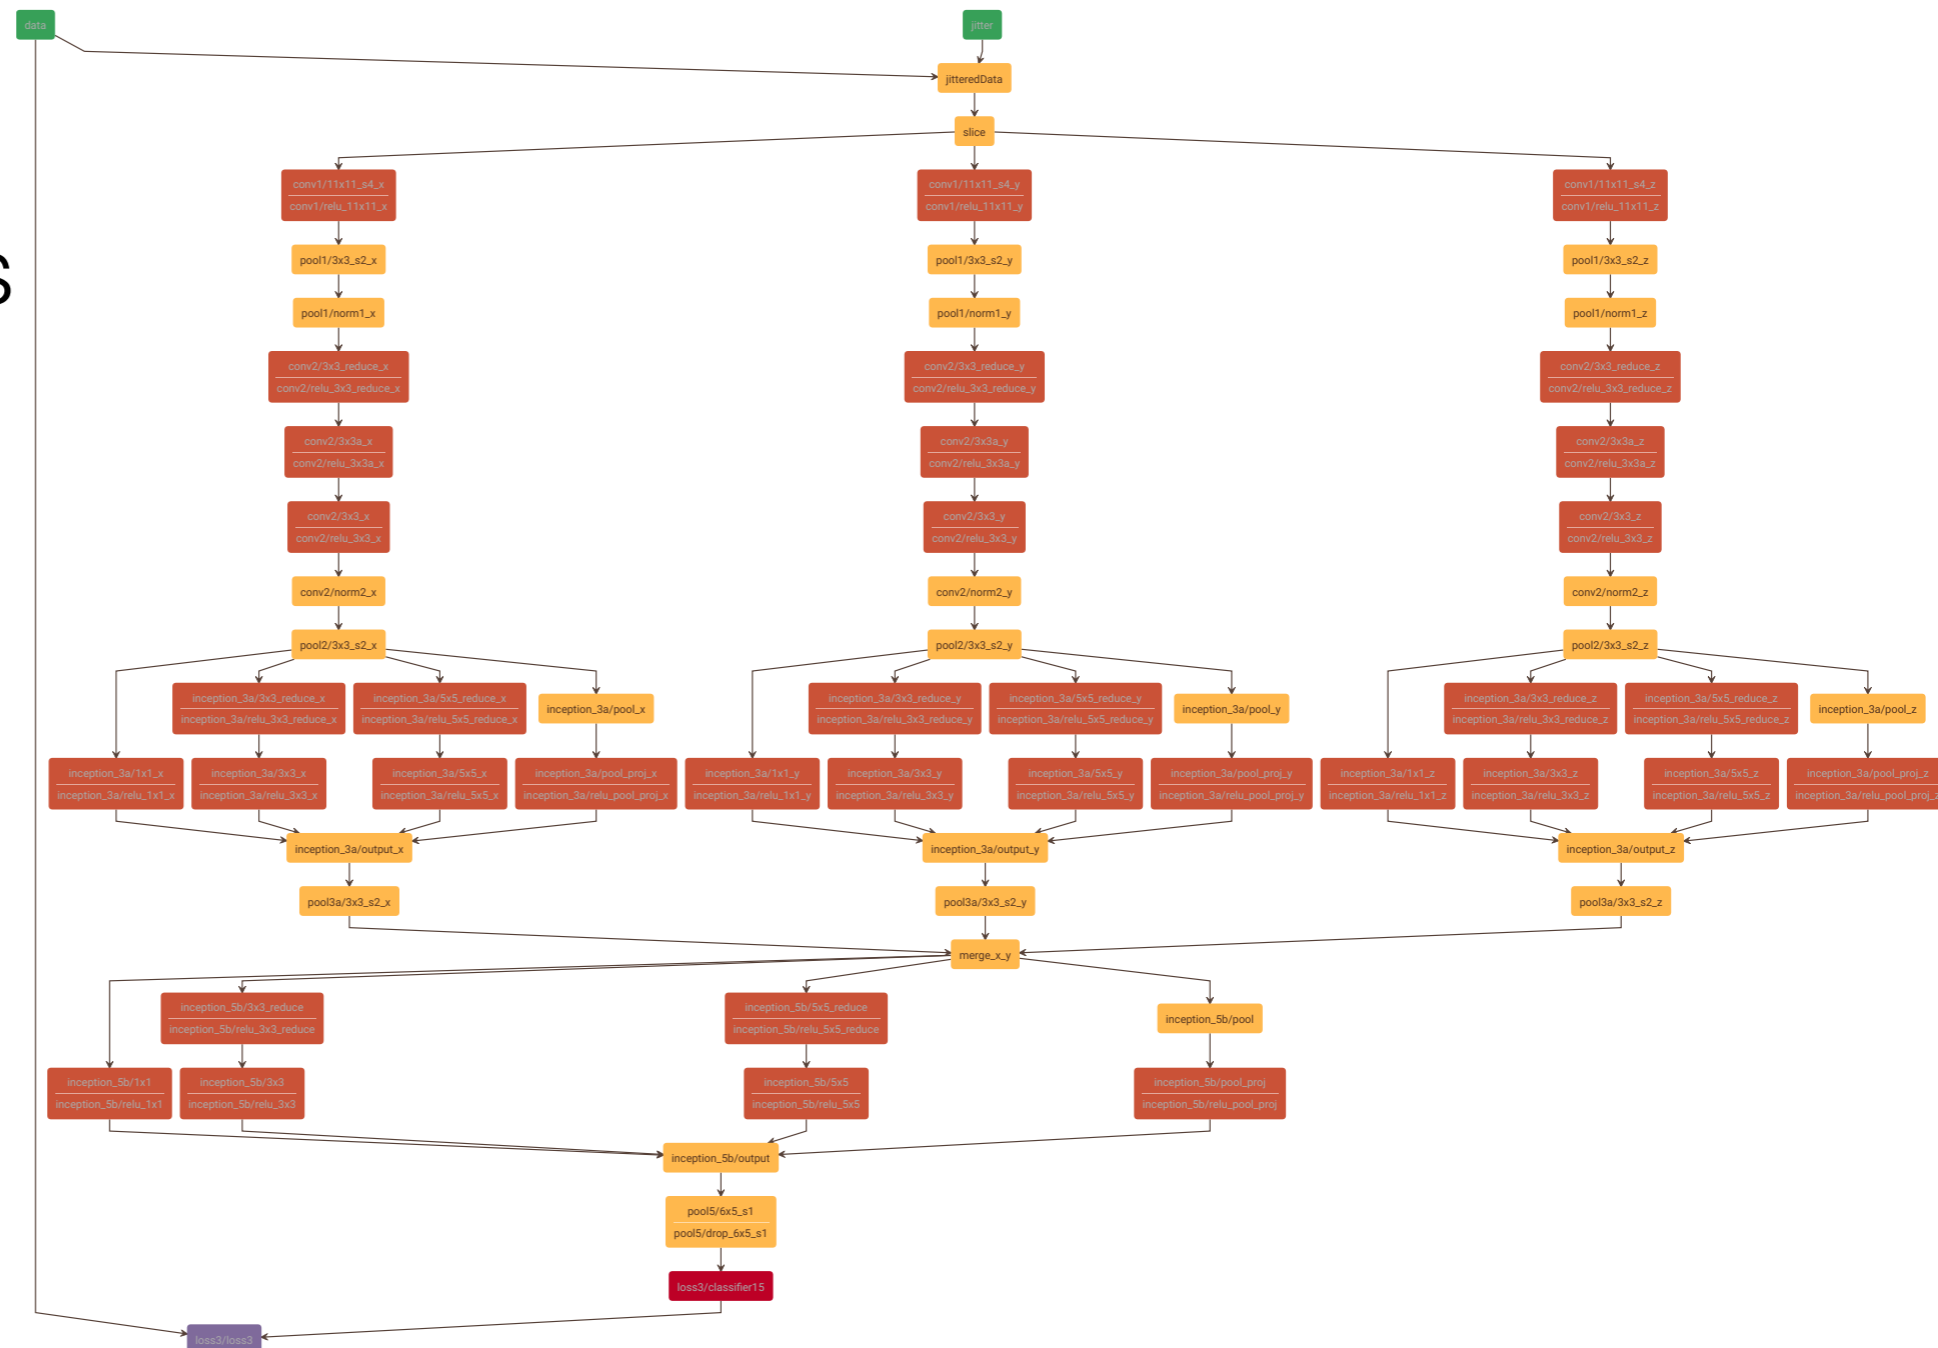 data
jitter
jitteredData
slice
conv1/11x11_s4_x
conv1/relu_11x11_x
conv1/11x11_s4_y
conv1/relu_11x11_y
conv1/11x11_s4_z
conv1/relu_11x11_z
pool1/3x3_s2_x
pool1/3x3_s2_y
pool1/3x3_s2_z
S
pool1/norm1_x
pool1/norm1_y
pool1/norm1_z
conv2/3x3_reduce_x
conv2/relu_3x3_reduce_x
conv2/3x3_reduce_y
conv2/relu_3x3_reduce_y
conv2/3x3_reduce_z
conv2/relu_3x3_reduce_z
conv2/3x3a_x
conv2/relu_3x3a_x
conv2/3x3a_y
conv2/relu_3x3a_y
conv2/3x3a_z
conv2/relu_3x3a_z
conv2/3x3_x
conv2/relu_3x3_x
conv2/3x3_y
conv2/relu_3x3_y
conv2/3x3_z
conv2/relu_3x3_z
conv2/norm2_x
conv2/norm2_y
conv2/norm2_z
pool2/3x3_s2_x
pool2/3x3_s2_y
pool2/3x3_s2_z
inception_3a/3x3_reduce_x
inception_3a/relu_3x3_reduce_x
inception_3a/5x5_reduce_x
inception_3a/relu_5x5_reduce_x
inception_3a/pool_x
inception_3a/3x3_reduce_y
inception_3a/relu_3x3_reduce_y
inception_3a/5x5_reduce_y
inception_3a/relu_5x5_reduce_y
inception_3a/pool_y
inception_3a/3x3_reduce_z
inception_3a/relu_3x3_reduce_z
inception_3a/5x5_reduce_z
inception_3a/relu_5x5_reduce_z
inception_3a/pool_z
inception_3a/1x1_x
inception_3a/relu_1x1_x
inception_3a/3x3_x
inception_3a/relu_3x3_x
inception_3a/5x5_x
inception_3a/relu_5x5_x
inception_3a/pool_proj_x
inception_3a/relu_pool_proj_x
inception_3a/1x1_y
inception_3a/relu_1x1_y
inception_3a/3x3_y
inception_3a/relu_3x3_y
inception_3a/5x5_y
inception_3a/relu_5x5_y
inception_3a/pool_proj_y
inception_3a/relu_pool_proj_y
inception_3a/1x1_z
inception_3a/relu_1x1_z
inception_3a/3x3_z
inception_3a/relu_3x3_z
inception_3a/5x5_z
inception_3a/relu_5x5_z
inception_3a/pool_proj_z
inception_3a/relu_pool_proj_z
inception_3a/output_x
inception_3a/output_y
inception_3a/output_z
pool3a/3x3_s2_x
pool3a/3x3_s2_y
pool3a/3x3_s2_z
merge_x_y
inception_5b/3x3_reduce
inception_5b/relu_3x3_reduce
inception_5b/5x5_reduce
inception_5b/relu_5x5_reduce
inception_5b/pool
inception_5b/1x1
inception_5b/relu_1x1
inception_5b/3x3
inception_5b/relu_3x3
inception_5b/5x5
inception_5b/relu_5x5
inception_5b/pool_proj
inception_5b/relu_pool_proj
inception_5b/output
pool5/6x5_s1
pool5/drop_6x5_s1
loss3/classifier15
loss3/loss3